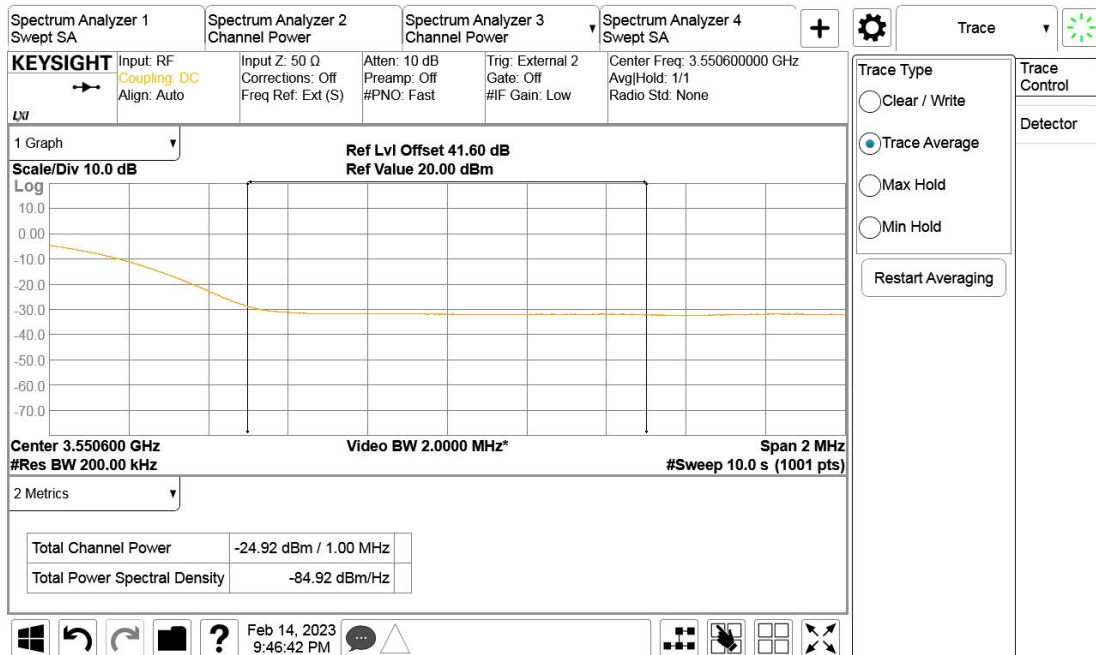 Spectrum Analyzer 1
Swept SA
Spectrum Analyzer 2
Channel Power
Spectrum Analyzer 3
Channel Power
Spectrum Analyzer 4
Swept SA
+
Trace
KEYSIGHT
LXI
Input: RF
Coupling: DC
Align: Auto
Input Z: 50 Ω
Corrections: Off
Freq Ref: Ext (S)
Atten: 10 dB
Preamp: Off
#PNO: Fast
Trig: External 2
Gate: Off
#IF Gain: Low
Center Freq: 3.550600000 GHz
Avg|Hold: 1/1
Radio Std: None
Trace Type
Clear / Write
Trace Average
Max Hold
Min Hold
Restart Averaging
Trace
Control
Detector
1 Graph
Scale/Div 10.0 dB
Ref Lvl Offset 41.60 dB
Ref Value 20.00 dBm
Log
10.0
0.00
-10.0
-20.0
-30.0
-40.0
-50.0
-60.0
-70.0
Center 3.550600 GHz
#Res BW 200.00 kHz
Video BW 2.0000 MHz*
Span 2 MHz
#Sweep 10.0 s (1001 pts)
2 Metrics
Total Channel Power -24.92 dBm / 1.00 MHz
Total Power Spectral Density -84.92 dBm/Hz
?
Feb 14, 2023
9:46:42 PM